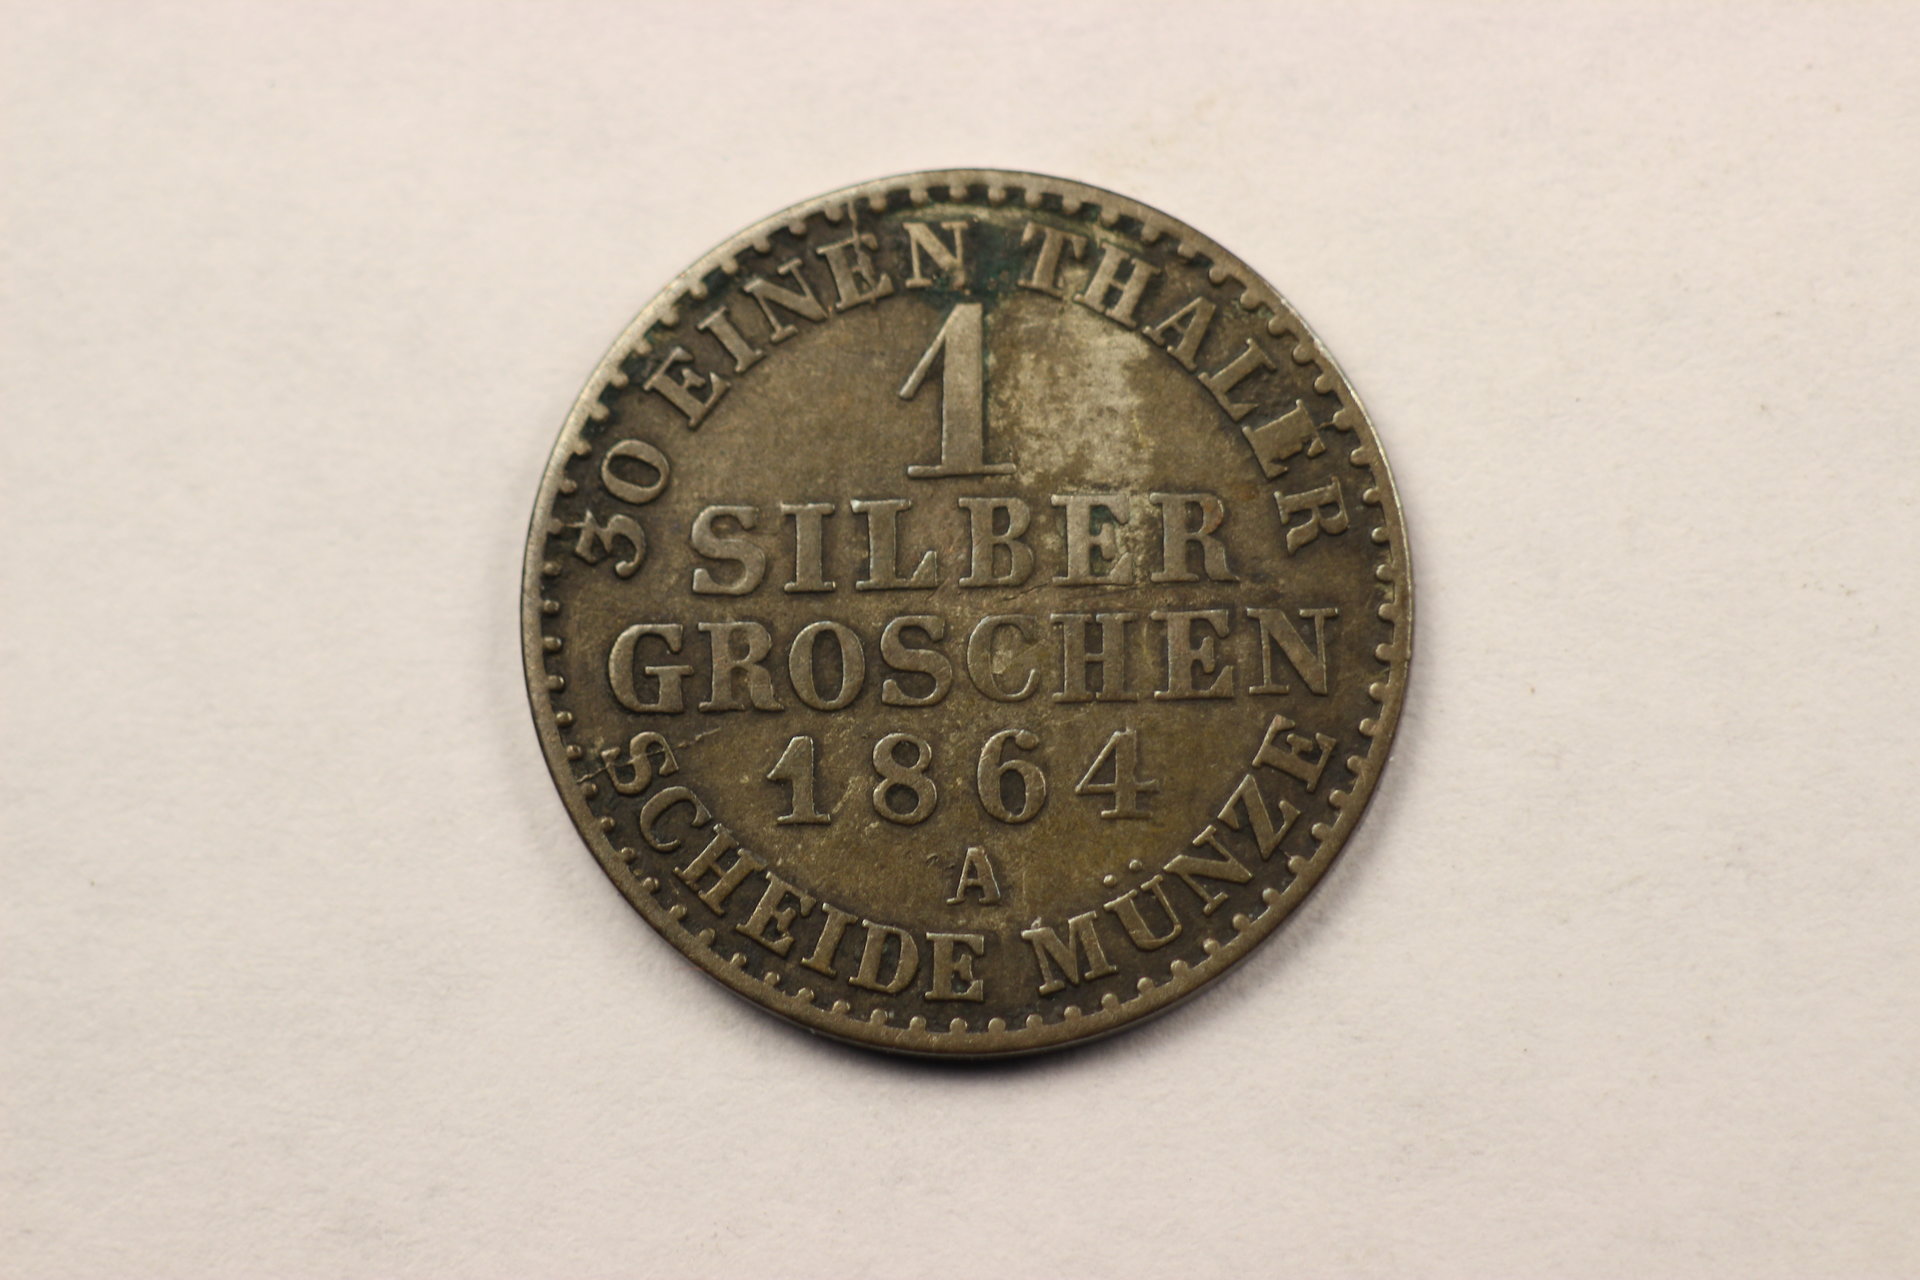 30 EINEN THALER
1
SILBER
GROSCHEN
1864
A
SCHEIDE MÜNZE